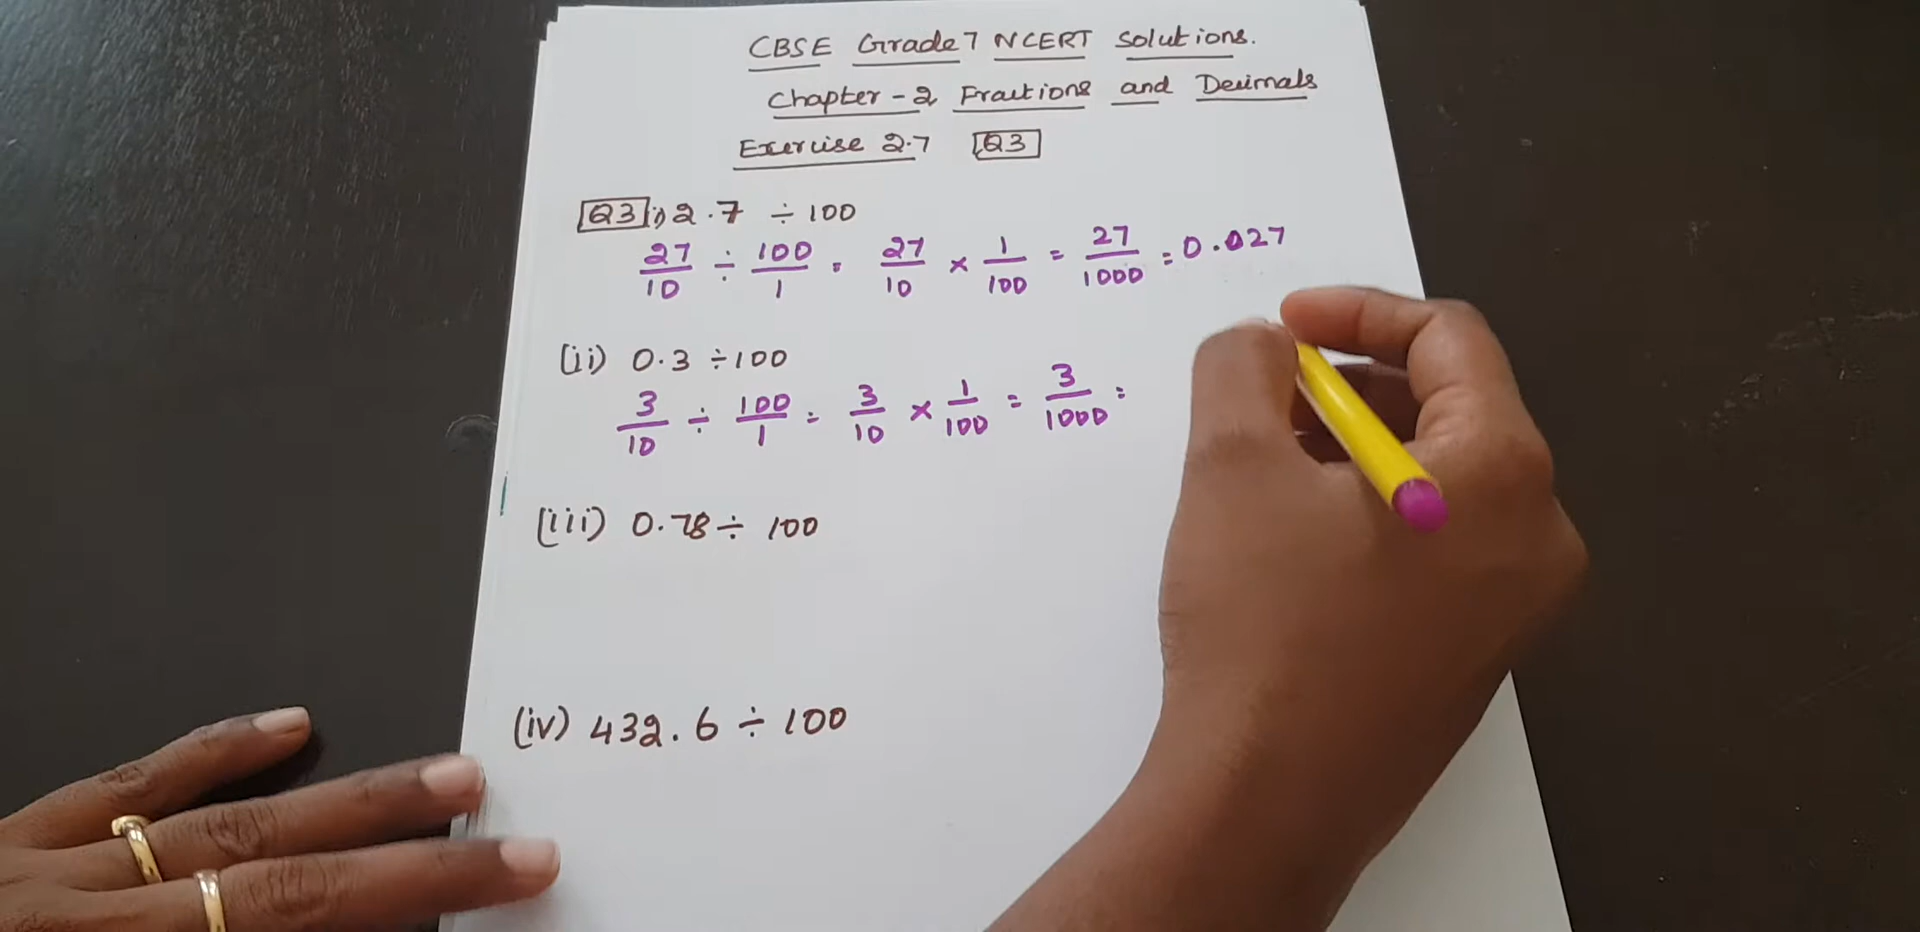 CBSE Grade 7 NCERT Solutions.
Chapter - 2 Fractions and Decimals
Exercise 2.7 Q3
Q3 i) 2.7 ÷ 100
27/10 ÷ 100/1 = 27/10 × 1/100 = 27/1000 = 0.027
(ii) 0.3 ÷ 100
3/10 ÷ 100/1 = 3/10 × 1/100 = 3/1000 =
(iii) 0.78 ÷ 100
(iv) 432.6 ÷ 100